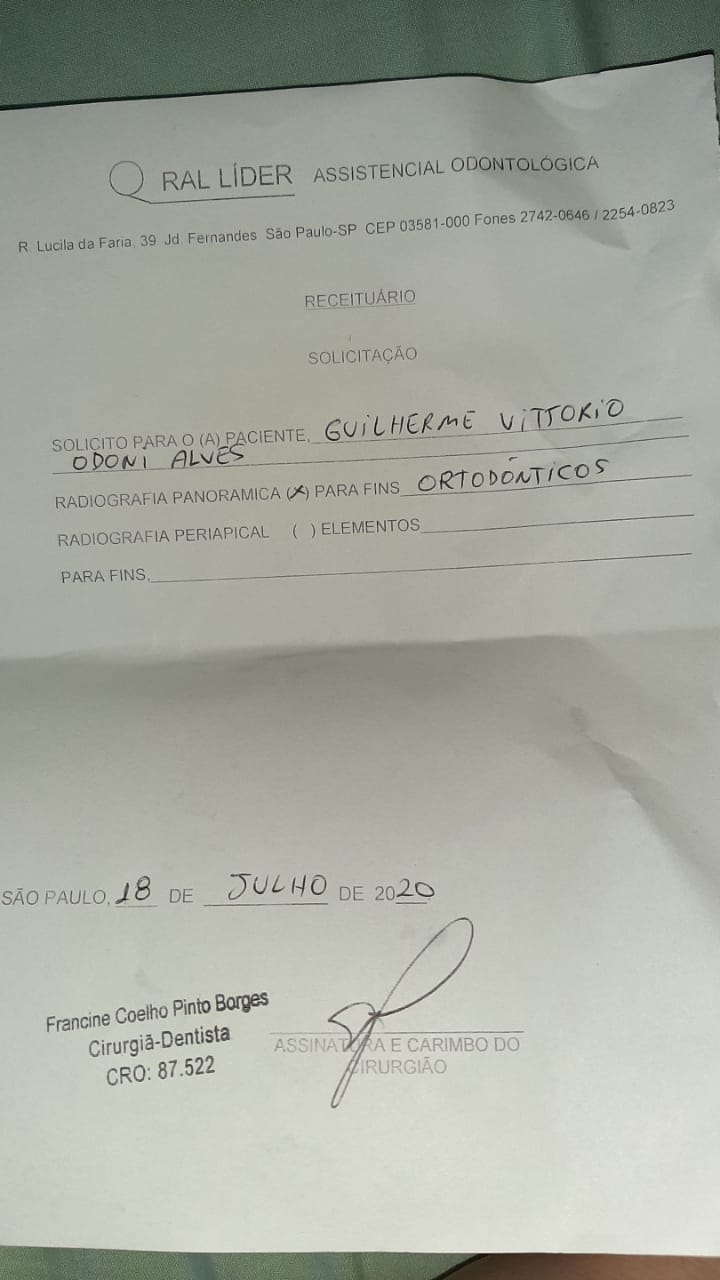 ORAL LÍDER ASSISTENCIAL ODONTOLÓGICA
R. Lucila da Faria, 39 Jd. Fernandes São Paulo-SP CEP 03581-000 Fones 2742-0646 / 2254-0823
RECEITUÁRIO
SOLICITAÇÃO
SOLICITO PARA O (A) PACIENTE, GUILHERME VITTORIO
ODONI ALVES
RADIOGRAFIA PANORAMICA (X) PARA FINS ORTODÔNTICOS
RADIOGRAFIA PERIAPICAL ( ) ELEMENTOS
PARA FINS,
SÃO PAULO, 18 DE JULHO DE 2020
Francine Coelho Pinto Borges
Cirurgiã-Dentista
CRO: 87.522
ASSINATURA E CARIMBO DO
CIRURGIÃO